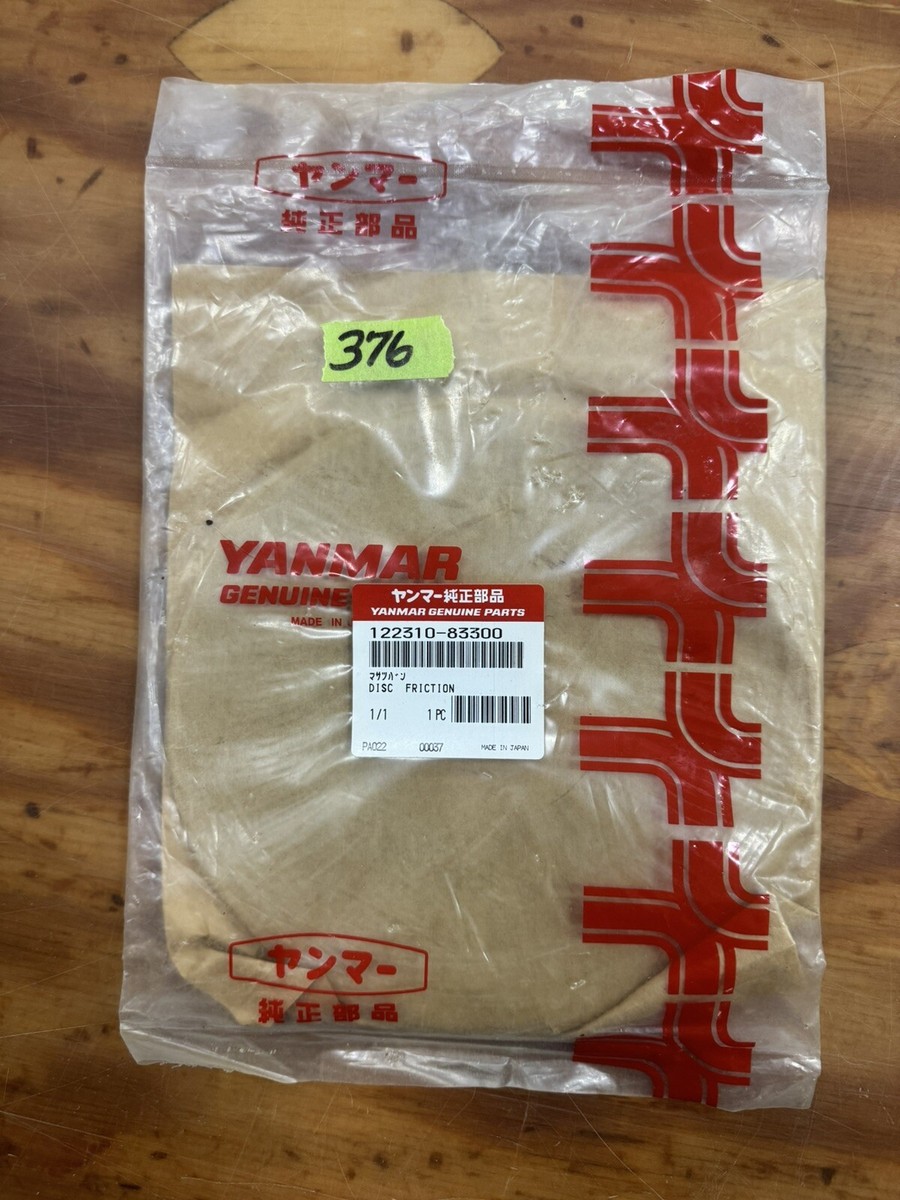 ヤンマー
純正部品
376
YANMAR
GENUINE
MADE IN
ヤンマー純正部品
YANMAR GENUINE PARTS
122310-83300
マサツバン
DISC FRICTION
1/1 1 PC
PA022 00037 MADE IN JAPAN
ヤンマー
純正部品